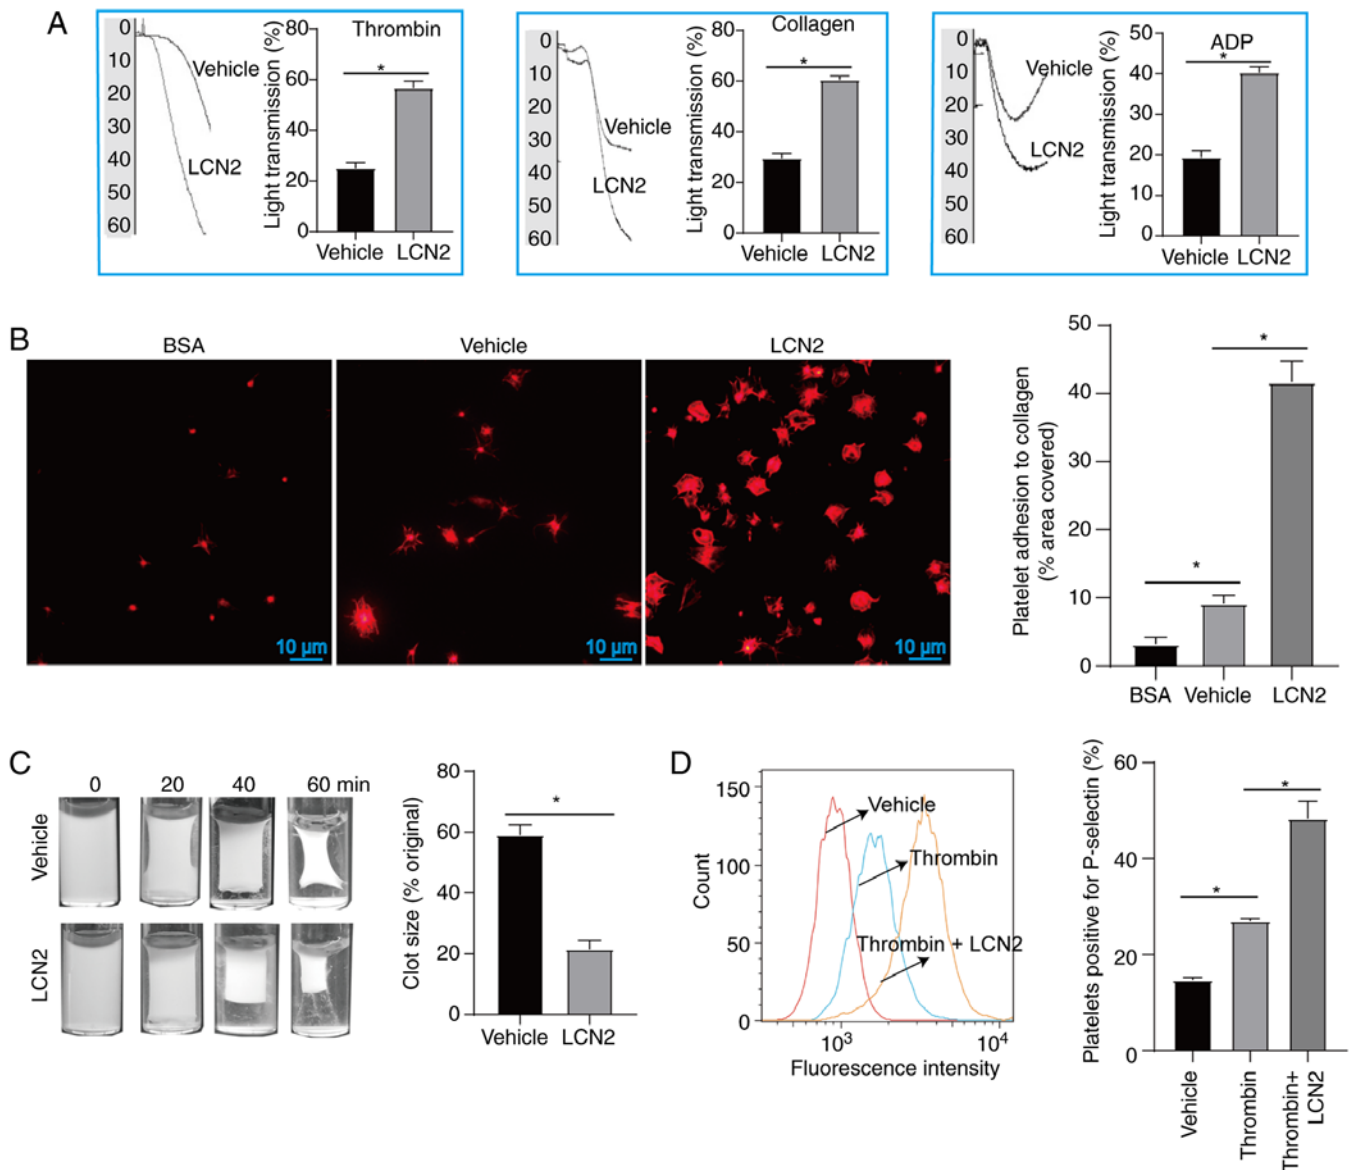 A
0
10
20
30
40
50
60
Vehicle
LCN2
Light transmission (%)
80
60
40
20
0
Thrombin
*
Vehicle LCN2
0
10
20
30
40
50
60
Vehicle
LCN2
Light transmission (%)
80
60
40
20
0
Collagen
*
Vehicle LCN2
0
10
20
30
40
50
60
Vehicle
LCN2
Light transmission (%)
50
40
30
20
10
0
ADP
*
Vehicle LCN2
B
BSA
Vehicle
LCN2
10 µm
10 µm
10 µm
Platelet adhesion to collagen
(% area covered)
50
40
30
20
10
0
*
*
BSA Vehicle LCN2
C
0 20 40 60 min
Vehicle
LCN2
Clot size (% original)
80
60
40
20
0
*
Vehicle LCN2
D
Count
150
100
50
0
Vehicle
Thrombin
Thrombin + LCN2
10³ 10⁴
Fluorescence intensity
Platelets positive for P-selectin (%)
60
40
20
0
*
*
Vehicle
Thrombin
Thrombin+
LCN2